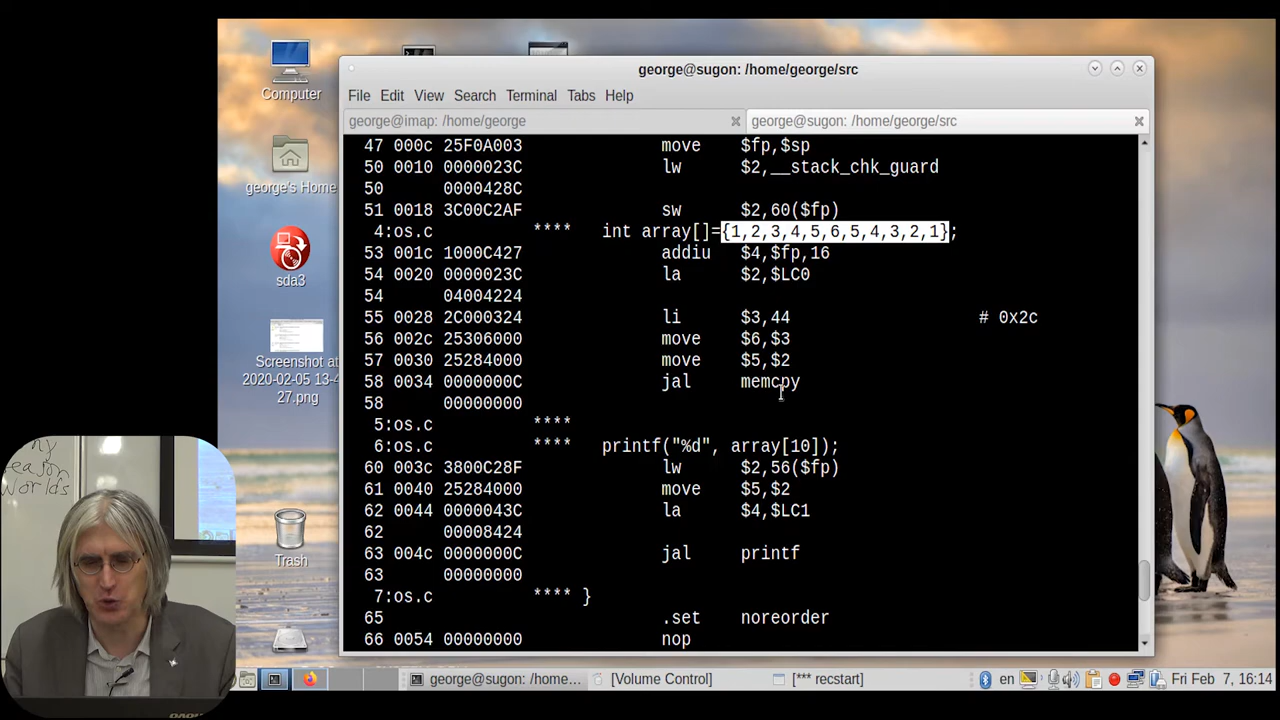 george@sugon: /home/george/src
File Edit View Search Terminal Tabs Help
george@imap: /home/george
george@sugon: /home/george/src
47 000c 25F0A003 move $fp,$sp
50 0010 0000023C lw $2,__stack_chk_guard
50 0000428C
51 0018 3C00C2AF sw $2,60($fp)
4:os.c **** int array[]={1,2,3,4,5,6,5,4,3,2,1};
53 001c 1000C427 addiu $4,$fp,16
54 0020 0000023C la $2,$LC0
54 04004224
55 0028 2C000324 li $3,44 # 0x2c
56 002c 25306000 move $6,$3
57 0030 25284000 move $5,$2
58 0034 0000000C jal memcpy
58 00000000
5:os.c ****
6:os.c **** printf("%d", array[10]);
60 003c 3800C28F lw $2,56($fp)
61 0040 25284000 move $5,$2
62 0044 0000043C la $4,$LC1
62 00008424
63 004c 0000000C jal printf
63 00000000
7:os.c **** }
65 .set noreorder
66 0054 00000000 nop
Computer
george's Home
sda3
Screenshot at
2020-02-05 13-4
27.png
Trash
my
reason
Worlds
george@sugon: /home...
[Volume Control]
[*** recstart]
en
Fri Feb 7, 16:14